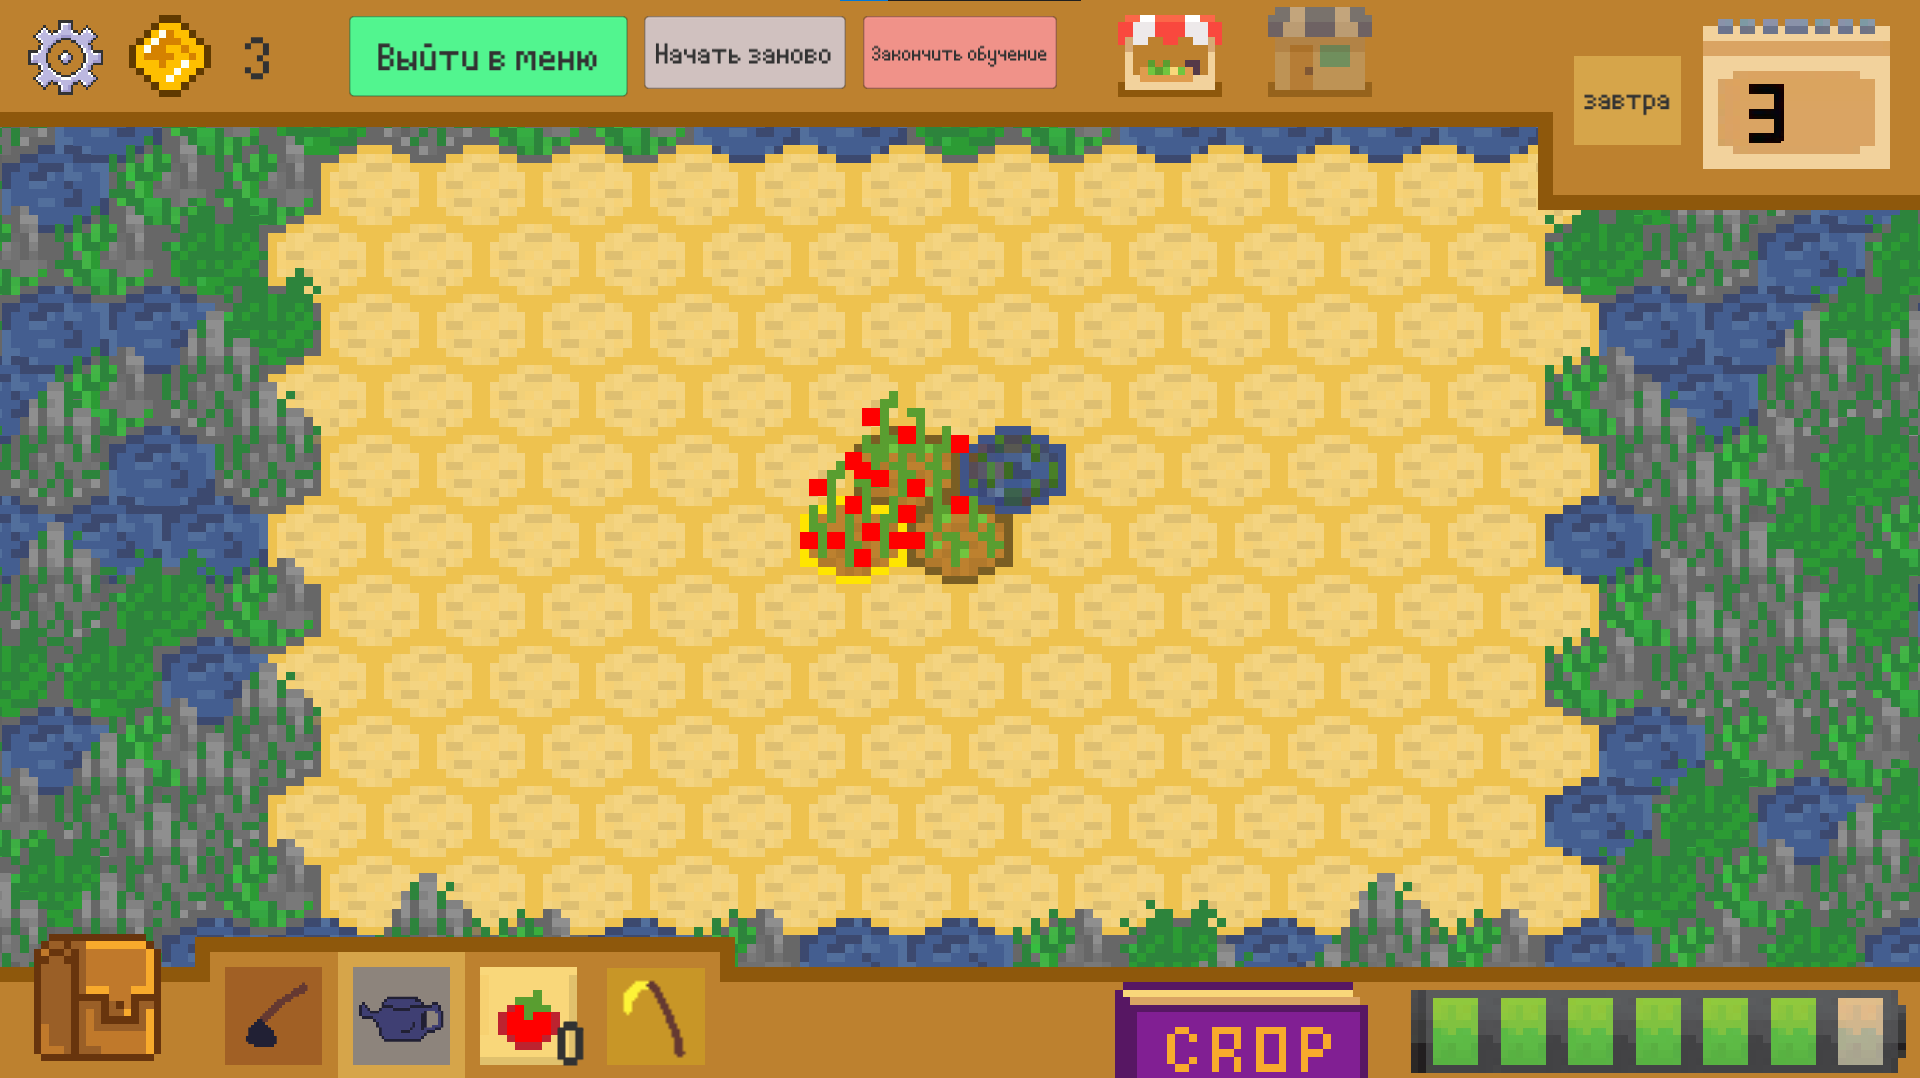 3
Выйти в меню
Начать заново
Закончить обучение
завтра
3
0
CROP